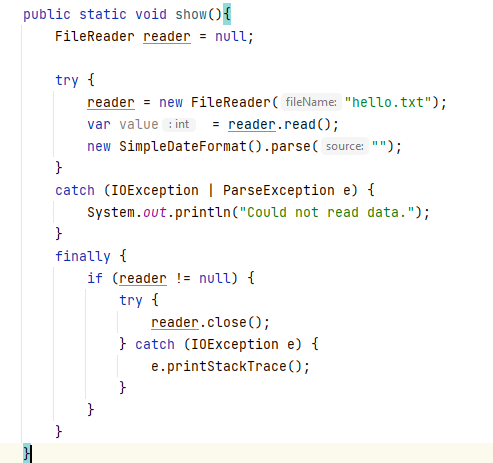 public static void show(){
FileReader reader = null;
try {
reader = new FileReader( fileName: "hello.txt");
var value : int  = reader.read();
new SimpleDateFormat().parse( source: "");
}
catch (IOException | ParseException e) {
System.out.println("Could not read data.");
}
finally {
if (reader != null) {
try {
reader.close();
} catch (IOException e) {
e.printStackTrace();
}
}
}
}